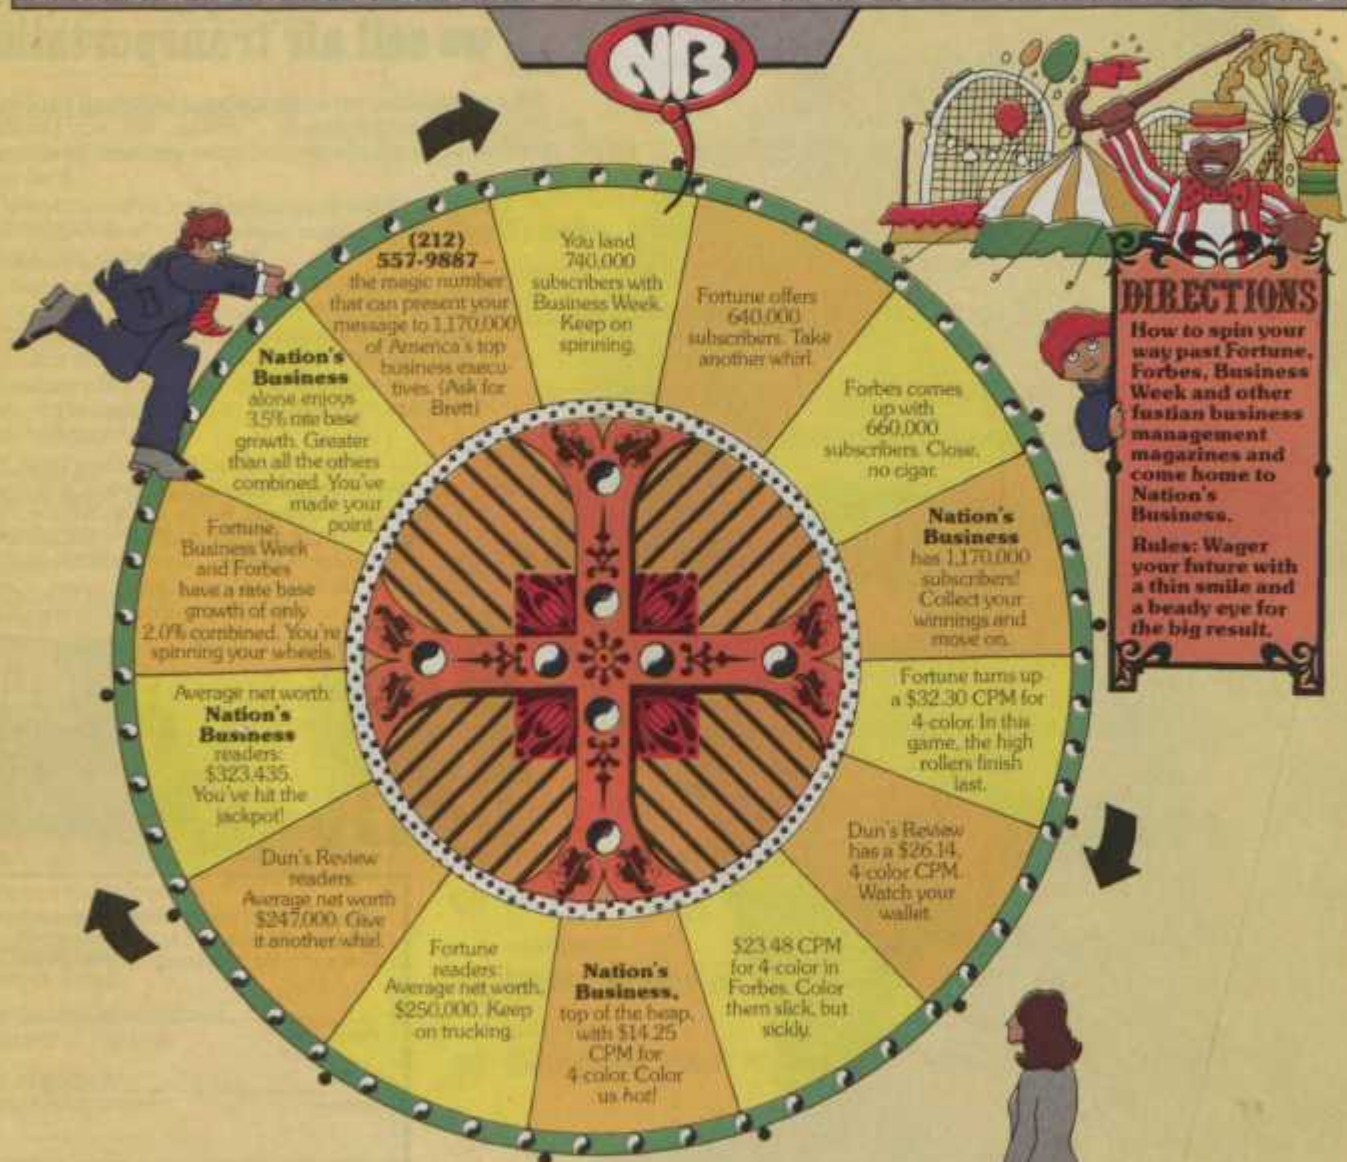 NB
(212)
557-9887—
the magic number
that can present your
message to 1,170,000
of America's top
business execu-
tives. (Ask for
Brett)
You land
740,000
subscribers with
Business Week.
Keep on
spinning.
Fortune offers
640,000
subscribers. Take
another whirl.
Forbes comes
up with
660,000
subscribers. Close,
no cigar.
Nation's
Business
has 1,170,000
subscribers!
Collect your
winnings and
move on.
Fortune turns up
a $32.30 CPM for
4-color. In this
game, the high
rollers finish
last.
Dun's Review
has a $26.14,
4-color CPM.
Watch your
wallet.
$23.48 CPM
for 4-color in
Forbes. Color
them slick, but
sickly.
Nation's
Business,
top of the heap,
with $14.25
CPM for
4-color. Color
us hot!
Fortune
readers:
Average net worth,
$250,000. Keep
on trucking.
Dun's Review
readers:
Average net worth
$247,000. Give
it another whirl.
Average net worth:
Nation's
Business
readers:
$323,435.
You've hit the
jackpot!
Fortune,
Business Week
and Forbes
have a rate base
growth of only
2.0% combined. You're
spinning your wheels.
Nation's
Business
alone enjoys
3.5% rate base
growth. Greater
than all the others
combined. You've
made your
point.
DIRECTIONS
How to spin your
way past Fortune,
Forbes, Business
Week and other
fustian business
management
magazines and
come home to
Nation's
Business.
Rules: Wager
your future with
a thin smile and
a beady eye for
the big result.